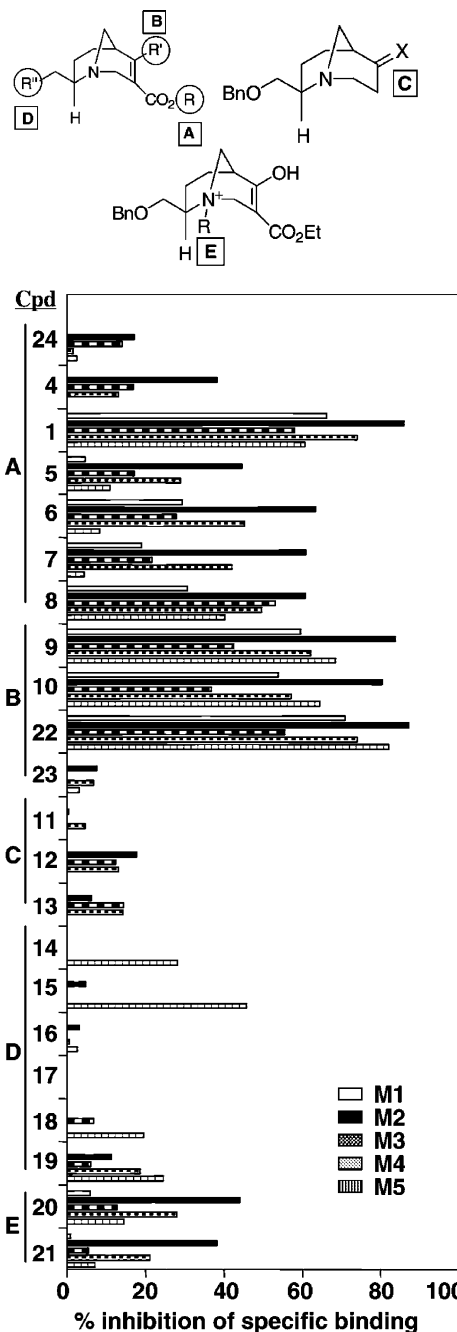 B
R'
R"
N
CO2
R
D
H
A
X
BnO
N
C
H
OH
BnO
N+
R
CO2Et
H
E
Cpd
24
4
1
A
5
6
7
8
9
B
10
22
23
11
C
12
13
14
15
16
D
17
18
19
20
E
21
M1
M2
M3
M4
M5
0 20 40 60 80 100
% inhibition of specific binding